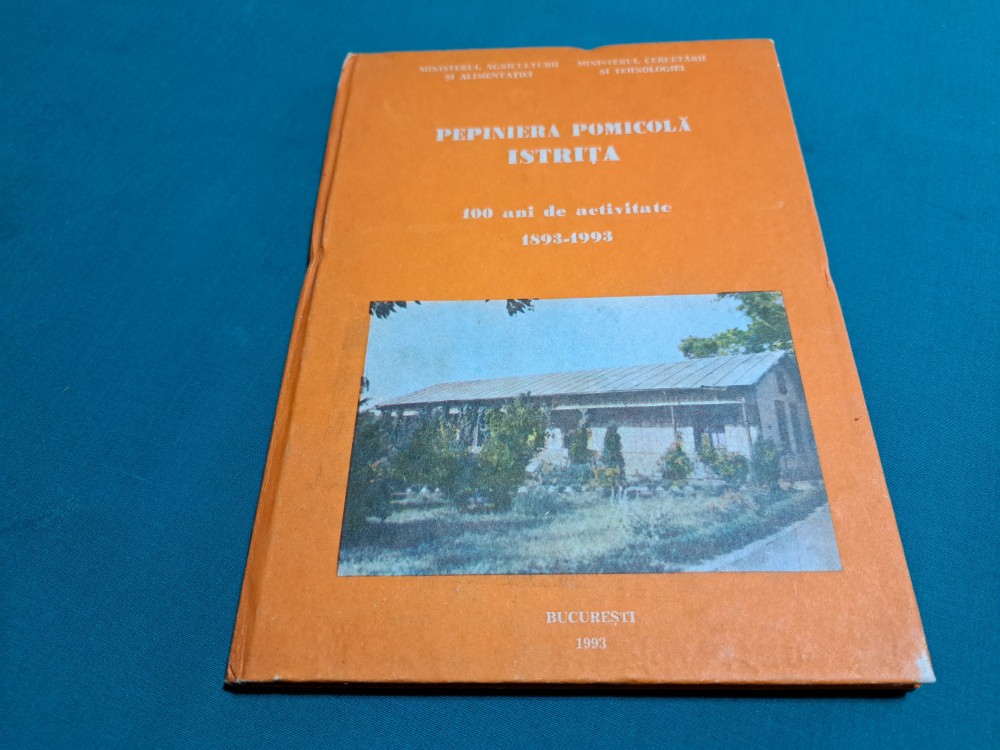 MINISTERUL AGRICULTURII
ȘI ALIMENTAȚIEI
MINISTERUL CERCETĂRII
ȘI TEHNOLOGIEI
PEPINIERA POMICOLĂ
ISTRIȚA
100 ani de activitate
1893-1993
BUCUREȘTI
1993